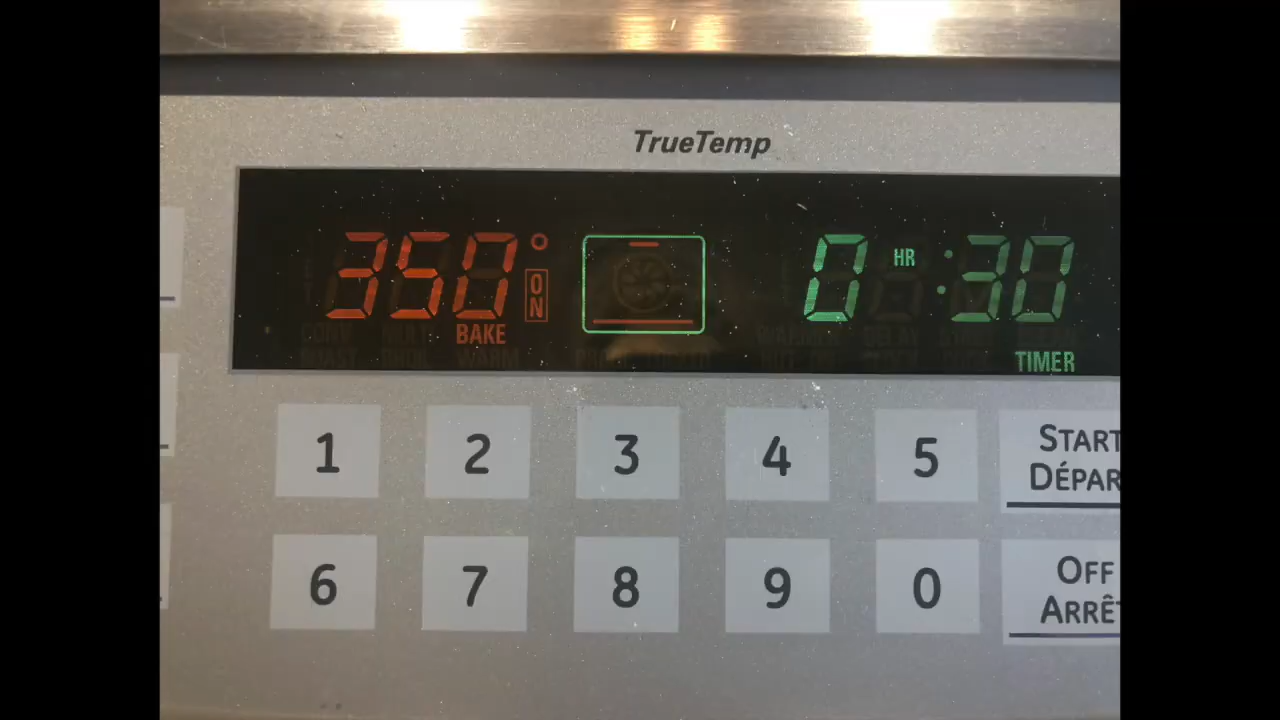 TrueTemp
350° ON 0 HR :30
BAKE
TIMER
1 2 3 4 5 START
DÉPAR
6 7 8 9 0 OFF
ARRÊT